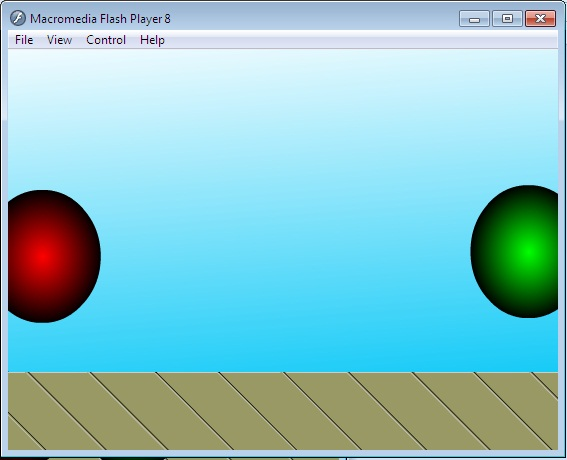 Macromedia Flash Player 8
File View Control Help